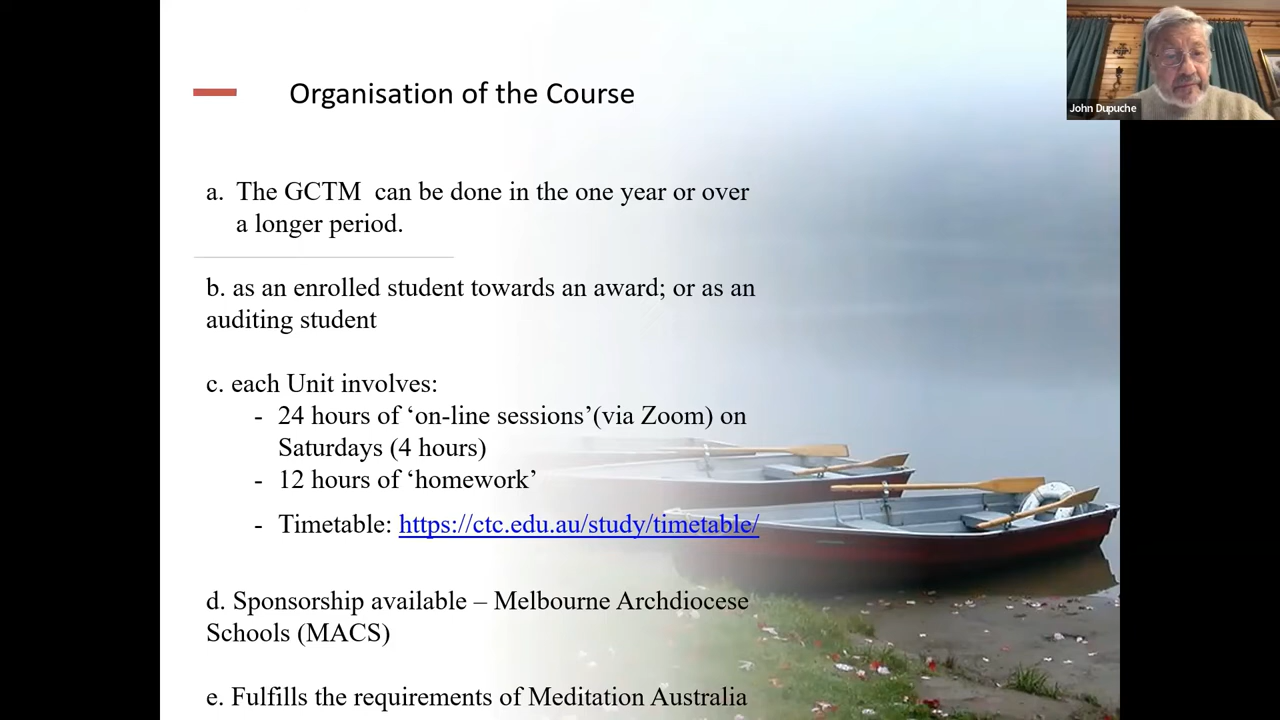 Organisation of the Course
John Dupuche
a. The GCTM can be done in the one year or over
a longer period.
b. as an enrolled student towards an award; or as an
auditing student
c. each Unit involves:
- 24 hours of ‘on-line sessions’(via Zoom) on
Saturdays (4 hours)
- 12 hours of ‘homework’
- Timetable: https://ctc.edu.au/study/timetable/
d. Sponsorship available – Melbourne Archdiocese
Schools (MACS)
e. Fulfills the requirements of Meditation Australia